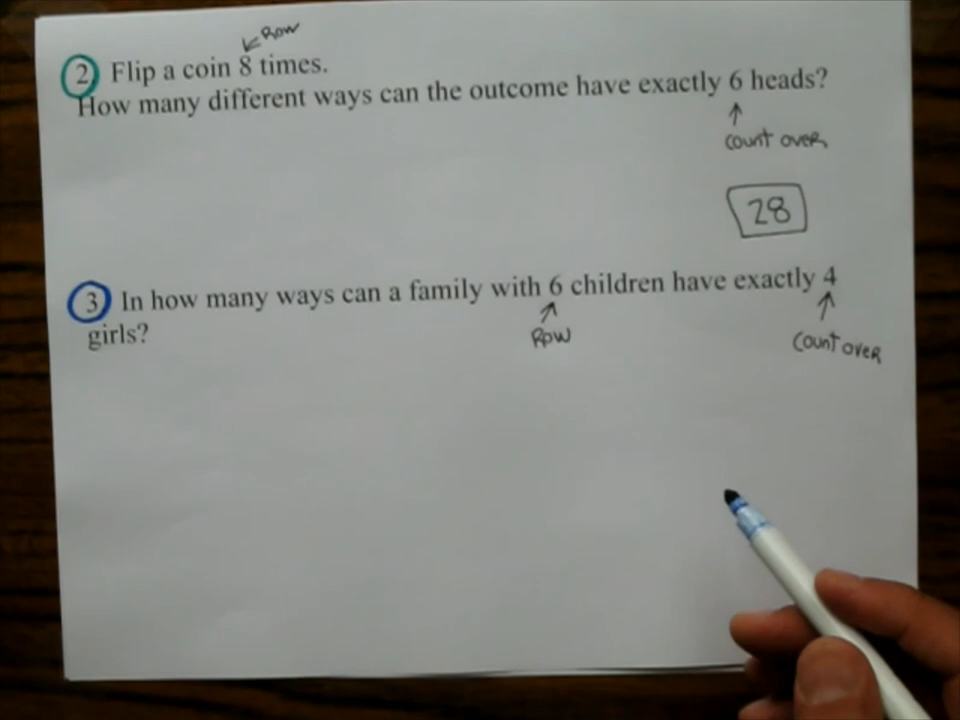 Row
2 Flip a coin 8 times.
How many different ways can the outcome have exactly 6 heads?
count over
28
3 In how many ways can a family with 6 children have exactly 4
girls?
Row
Count over